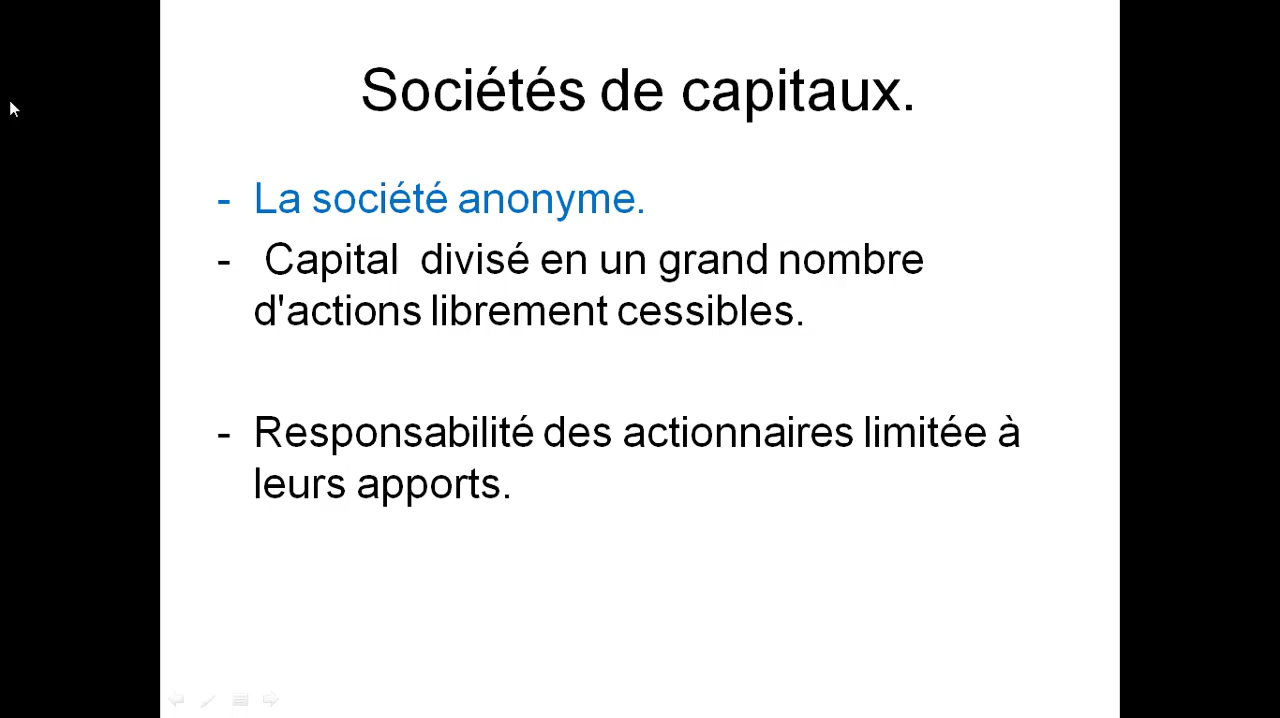 Sociétés de capitaux.
- La société anonyme.
- Capital divisé en un grand nombre
d'actions librement cessibles.
- Responsabilité des actionnaires limitée à
leurs apports.